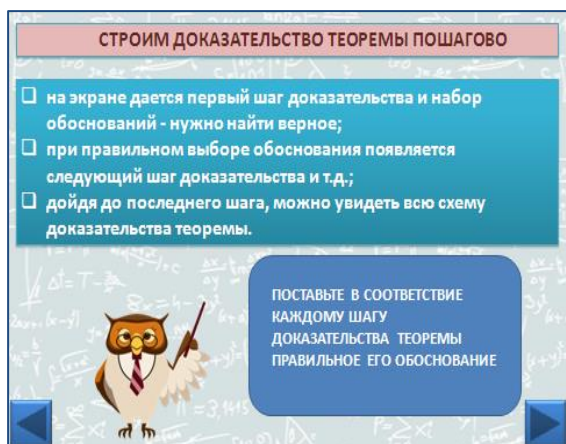 СТРОИМ ДОКАЗАТЕЛЬСТВО ТЕОРЕМЫ ПОШАГОВО
на экране дается первый шаг доказательства и набор
обоснований - нужно найти верное;
при правильном выборе обоснования появляется
следующий шаг доказательства и т.д.;
дойдя до последнего шага, можно увидеть всю схему
доказательства теоремы.
ПОСТАВЬТЕ В СООТВЕТСТВИЕ
КАЖДОМУ ШАГУ
ДОКАЗАТЕЛЬСТВА ТЕОРЕМЫ
ПРАВИЛЬНОЕ ЕГО ОБОСНОВАНИЕ